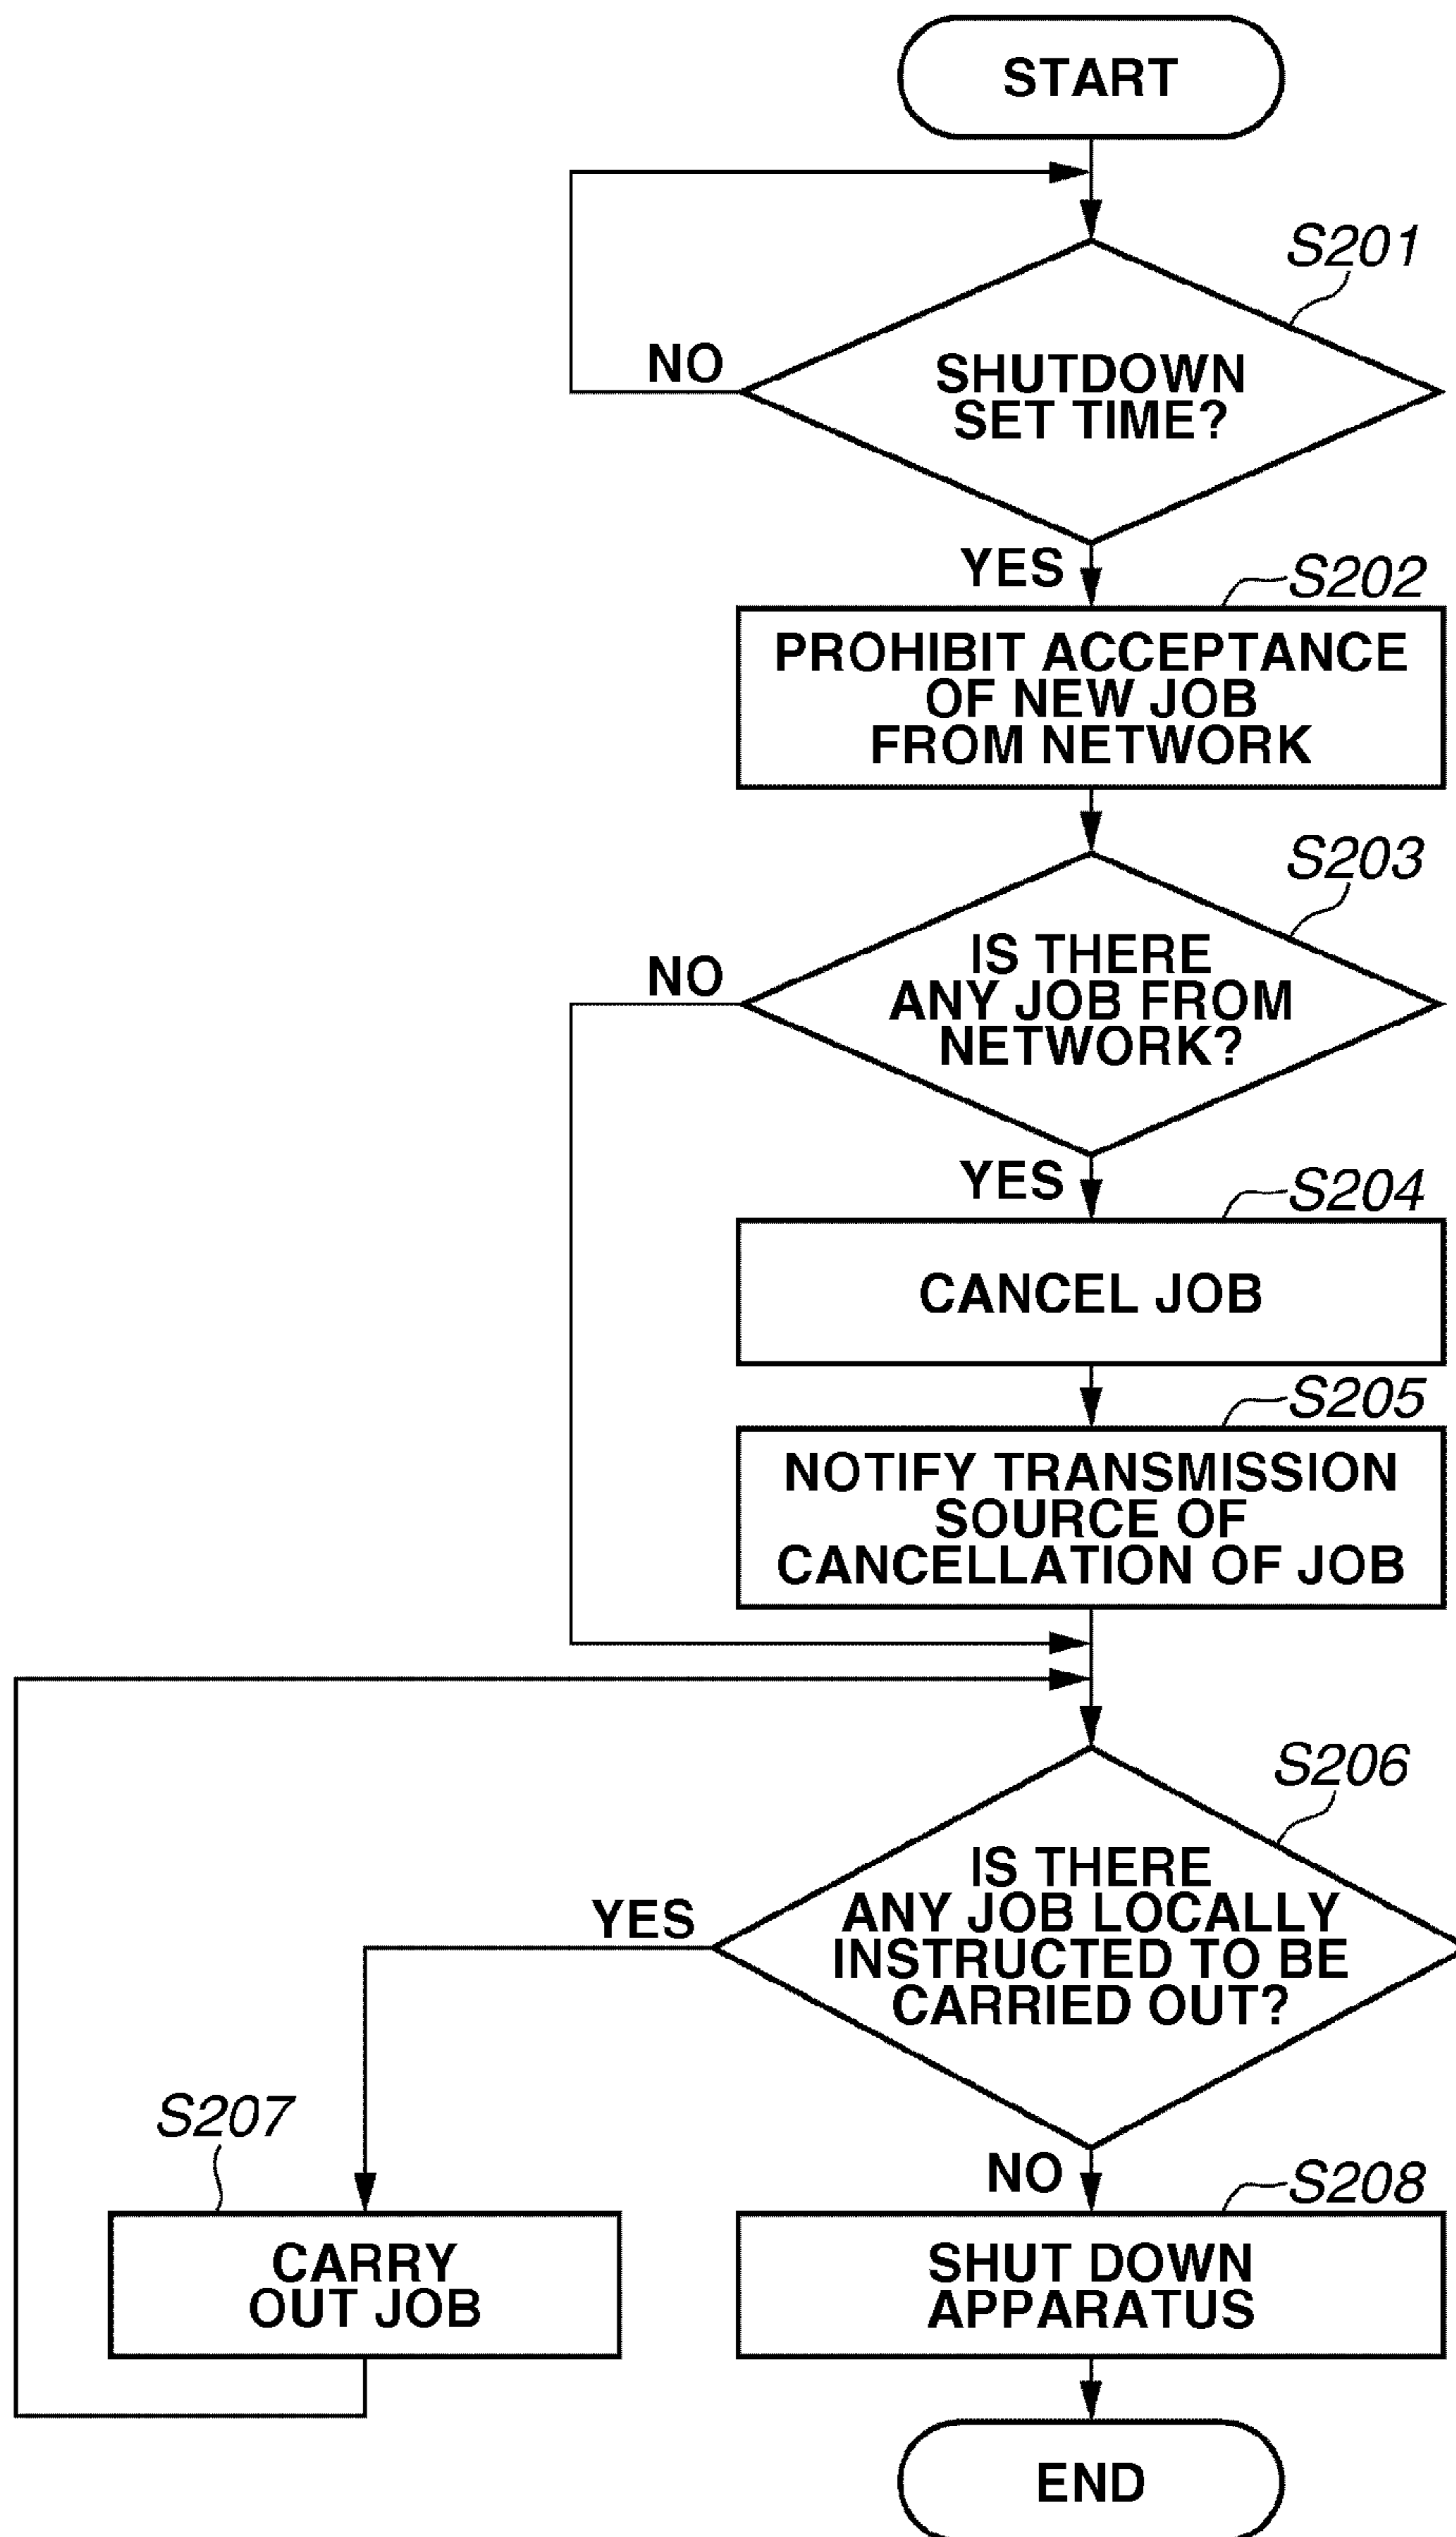 START
S201
NO
SHUTDOWN
SET TIME?
YES
S202
PROHIBIT ACCEPTANCE
OF NEW JOB
FROM NETWORK
S203
NO
IS THERE
ANY JOB FROM
NETWORK?
YES
S204
CANCEL JOB
S205
NOTIFY TRANSMISSION
SOURCE OF
CANCELLATION OF JOB
S206
YES
IS THERE
ANY JOB LOCALLY
INSTRUCTED TO BE
CARRIED OUT?
S207
NO
S208
CARRY
OUT JOB
SHUT DOWN
APPARATUS
END